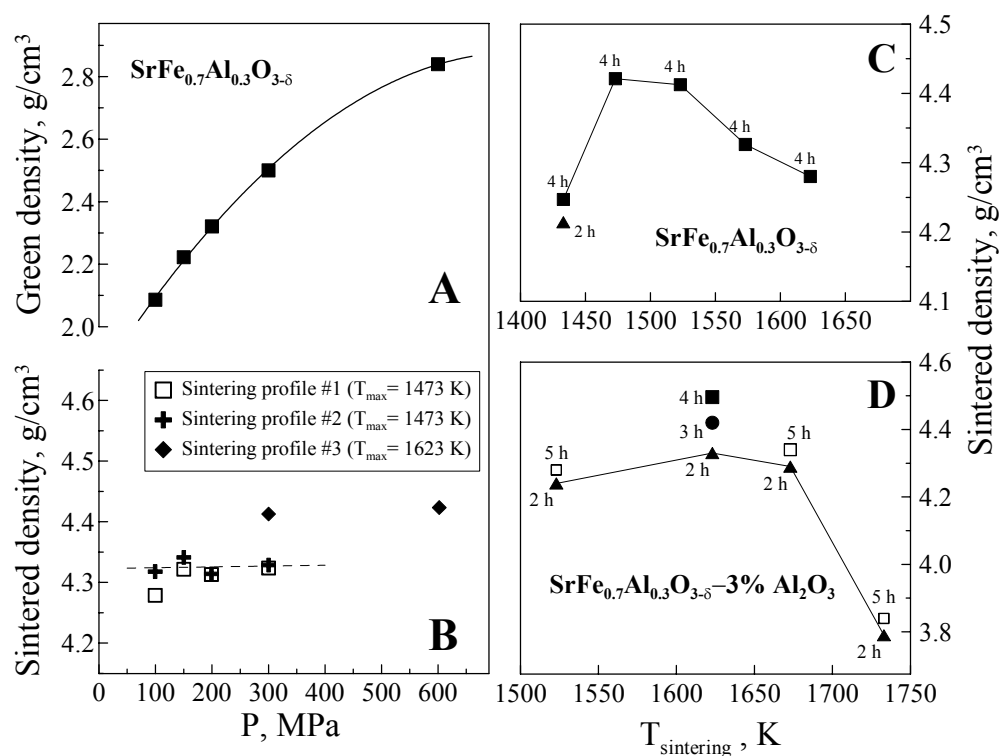 Green density, g/cm³
2.8
2.6
2.4
2.2
2.0
SrFe₀.₇Al₀.₃O₃₋δ
A
Sintered density, g/cm³
4.6
4.5
4.4
4.3
4.2
Sintering profile #1 (Tmax= 1473 K)
Sintering profile #2 (Tmax= 1473 K)
Sintering profile #3 (Tmax= 1623 K)
B
0 100 200 300 400 500 600
P, MPa
C
4 h
4 h
4 h
4 h
4 h
2 h
SrFe₀.₇Al₀.₃O₃₋δ
4.5
4.4
4.3
4.2
4.1
1400 1450 1500 1550 1600 1650
D
4 h
3 h
2 h
5 h
2 h
5 h
2 h
5 h
2 h
SrFe₀.₇Al₀.₃O₃₋δ–3% Al₂O₃
4.6
4.4
4.2
4.0
3.8
1500 1550 1600 1650 1700 1750
Tsintering , K
Sintered density, g/cm³